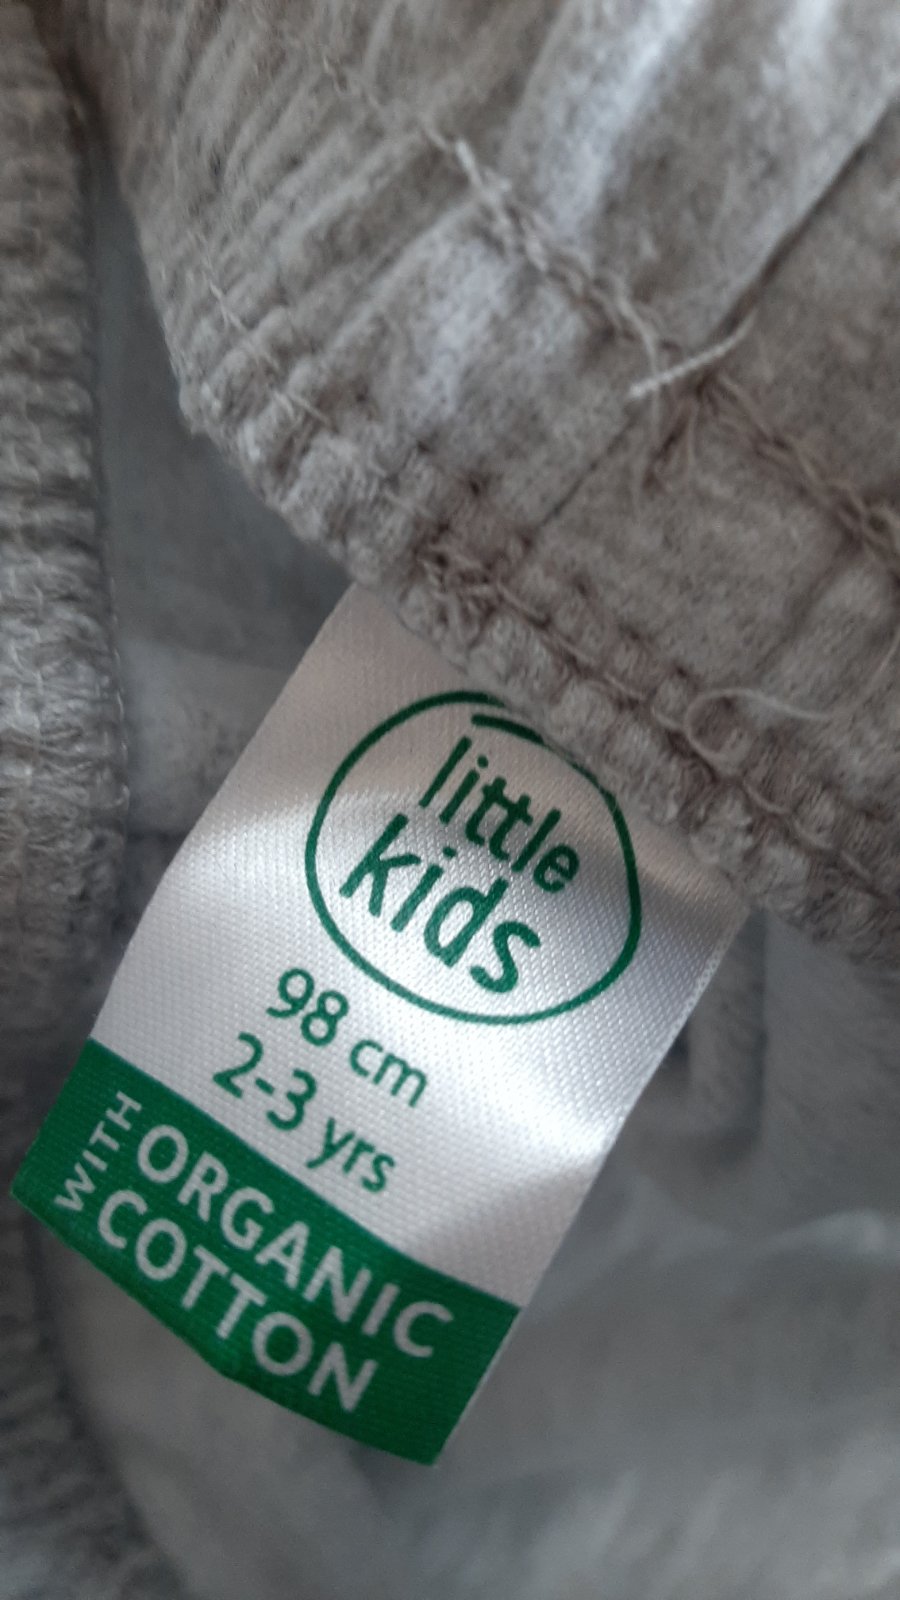 little
kids
98 cm
2-3 yrs
WITH
ORGANIC
COTTON